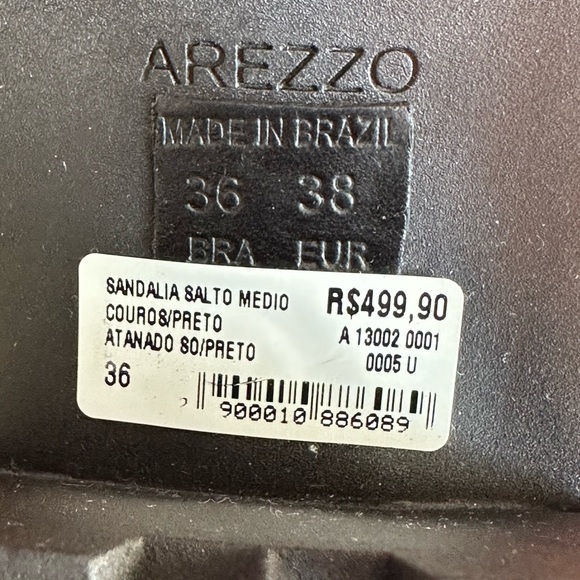 AREZZO
MADE IN BRAZIL
36 38
BRA EUR
SANDALIA SALTO MEDIO R$499,90
COURO&/PRETO A 13002 0001
ATANADO SO/PRETO 0005 U
36
900010 886089